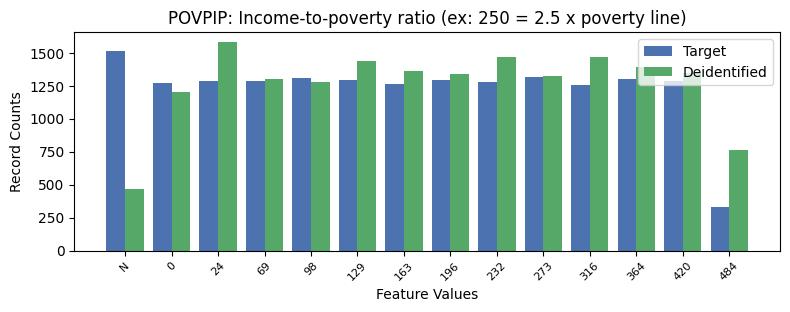 POVPIP: Income-to-poverty ratio (ex: 250 = 2.5 x poverty line)
Target
Deidentified
Record Counts
1500
1250
1000
750
500
250
0
N 0 24 69 98 129 163 196 232 273 316 364 420 484
Feature Values